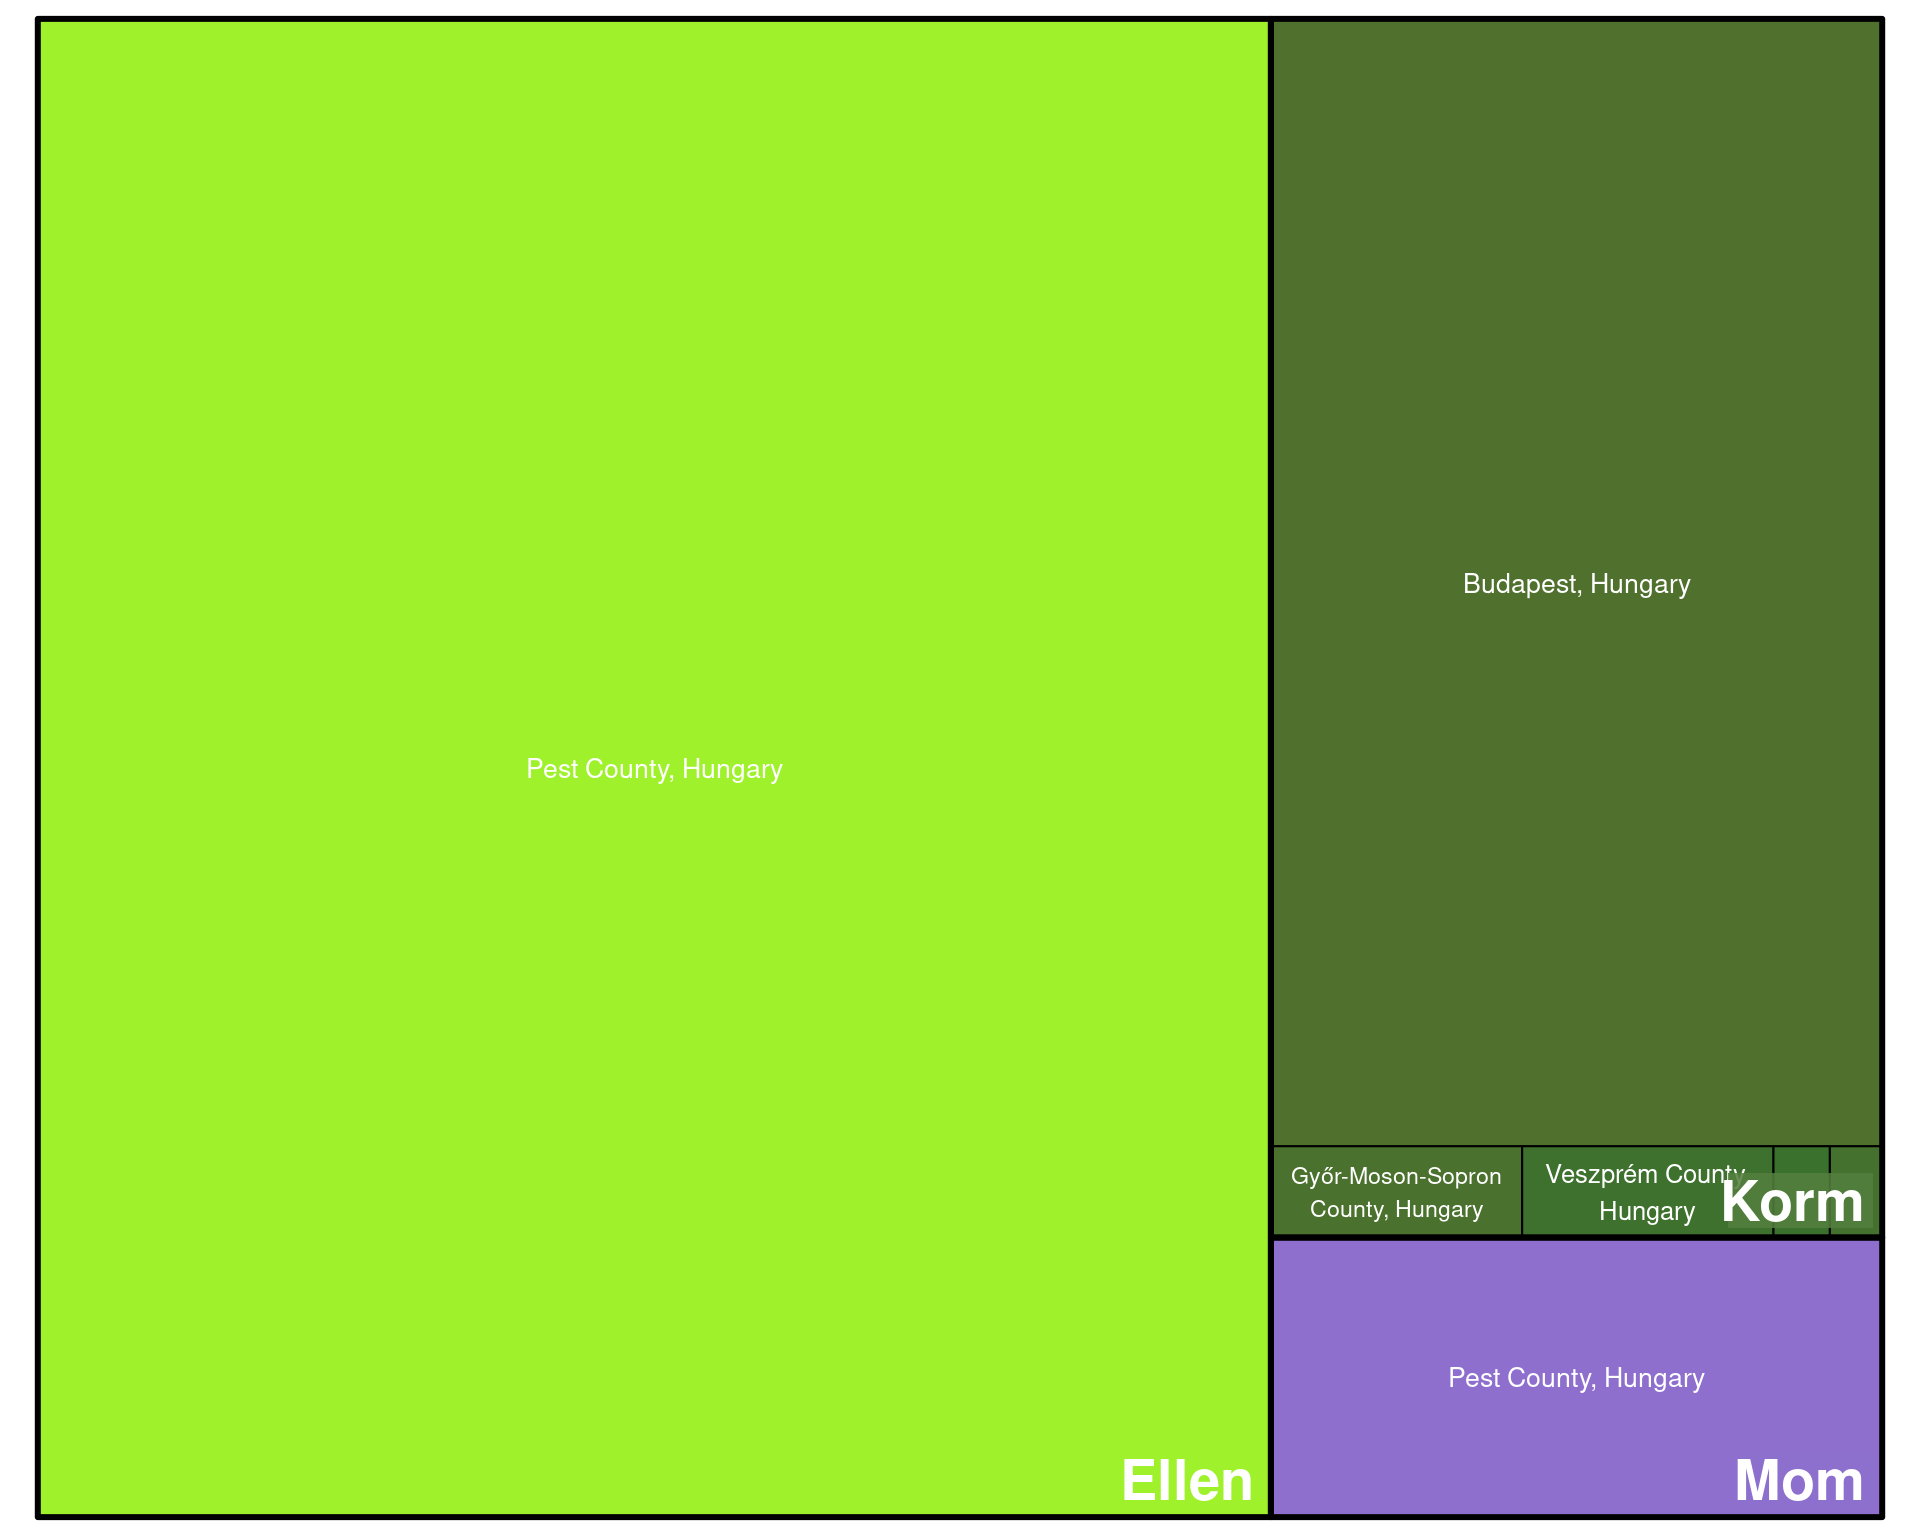 Pest County, Hungary
Ellen
Budapest, Hungary
Győr-Moson-Sopron
County, Hungary
Veszprém County
Hungary
Korm
Pest County, Hungary
Mom